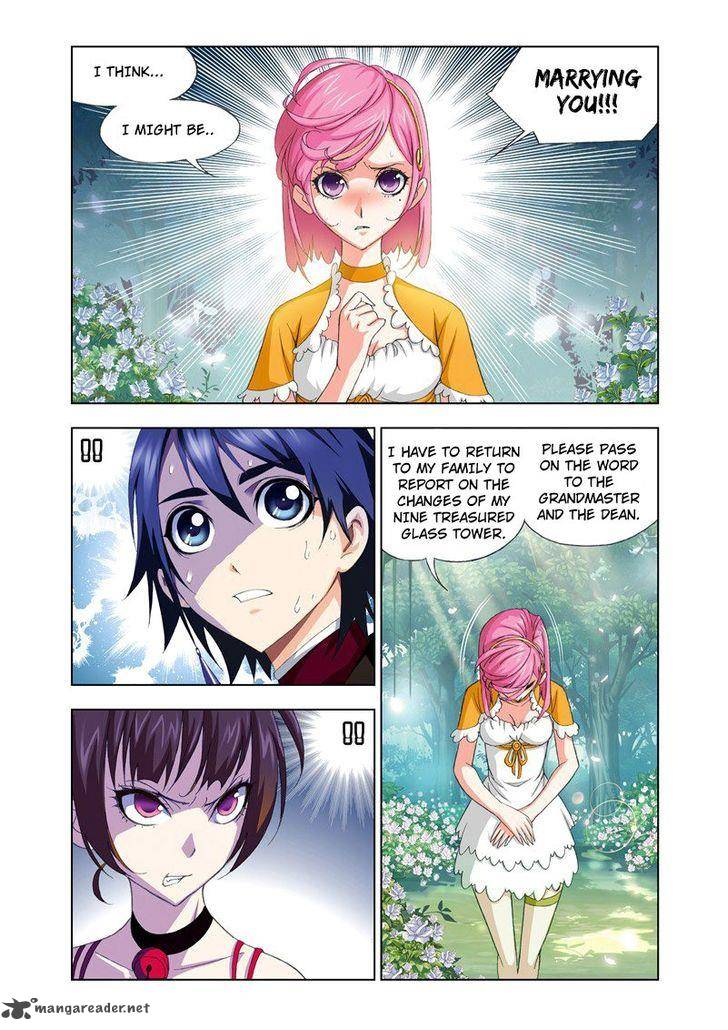 I THINK...
I MIGHT BE..
MARRYING
YOU!!!
!!
I HAVE TO RETURN
TO MY FAMILY TO
REPORT ON THE
CHANGES OF MY
NINE TREASURED
GLASS TOWER.
PLEASE PASS
ON THE WORD
TO THE
GRANDMASTER
AND THE DEAN.
!!
mangareader.net